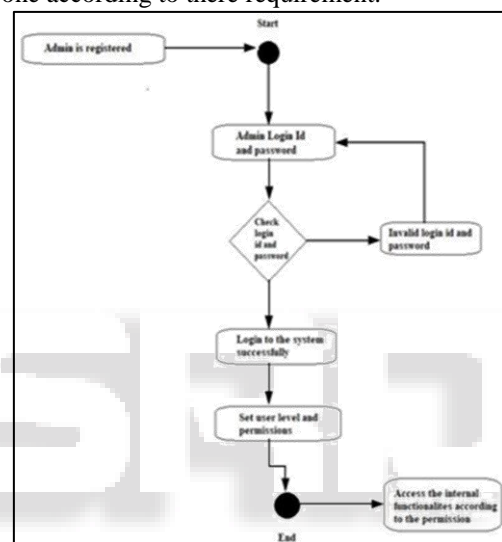 one according to there requirement.
Start
Admin is registered
Admin Login Id
and password
Check
login
id and
password
Invalid login id and
password
Login to the system
successfully
Set user level and
permissions
Access the internal
functionalites according
to the permission
End